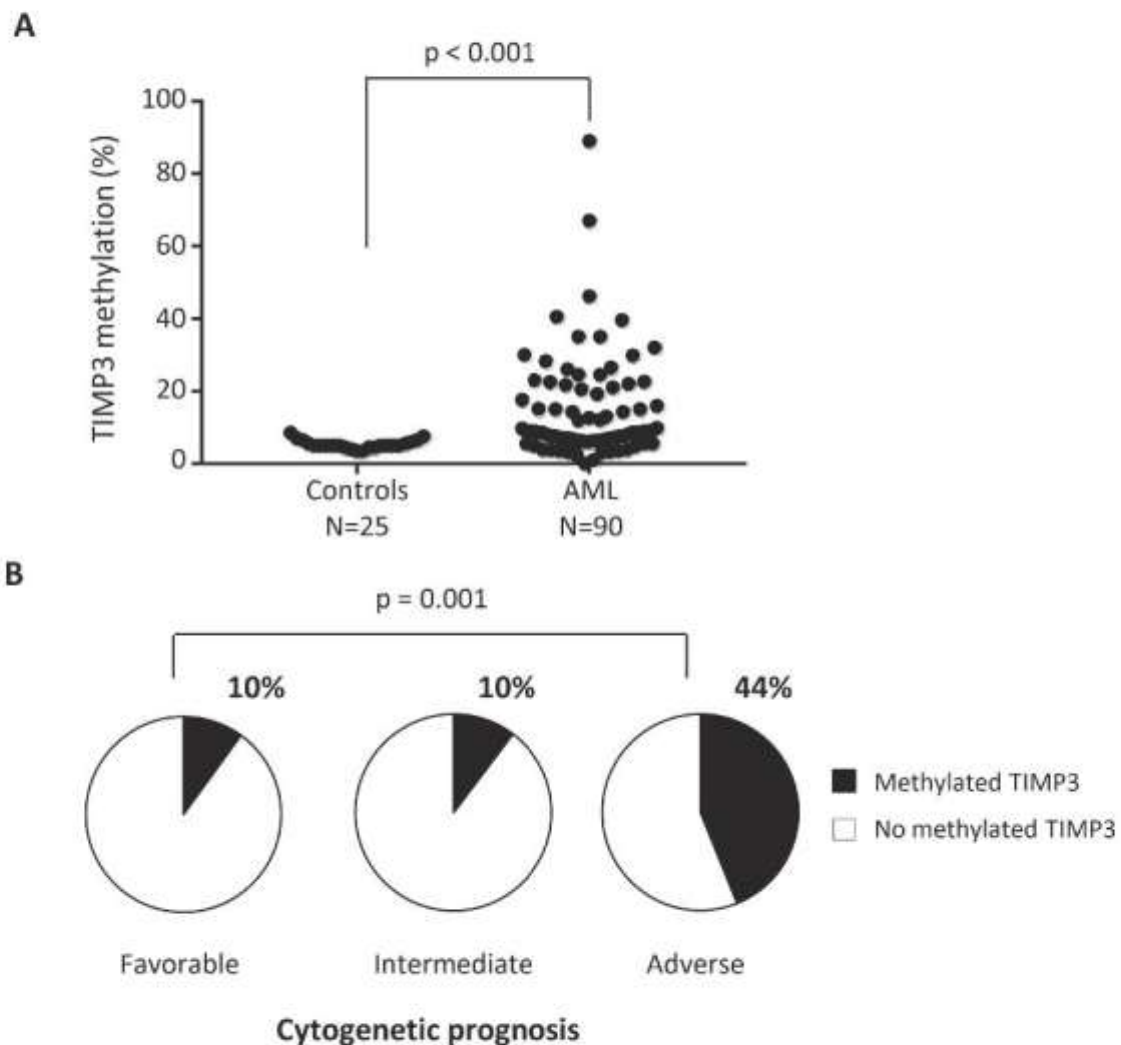 A
p < 0.001
TIMP3 methylation (%)
100
80
60
40
20
0
Controls
N=25
AML
N=90
B
p = 0.001
10%
10%
44%
Methylated TIMP3
No methylated TIMP3
Favorable
Intermediate
Adverse
Cytogenetic prognosis